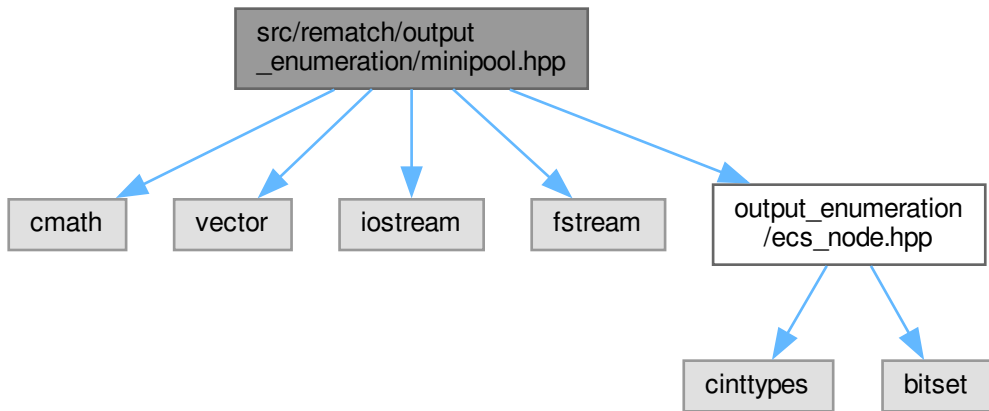 src/rematch/output
_enumeration/minipool.hpp
cmath
vector
iostream
fstream
output_enumeration
/ecs_node.hpp
cinttypes
bitset